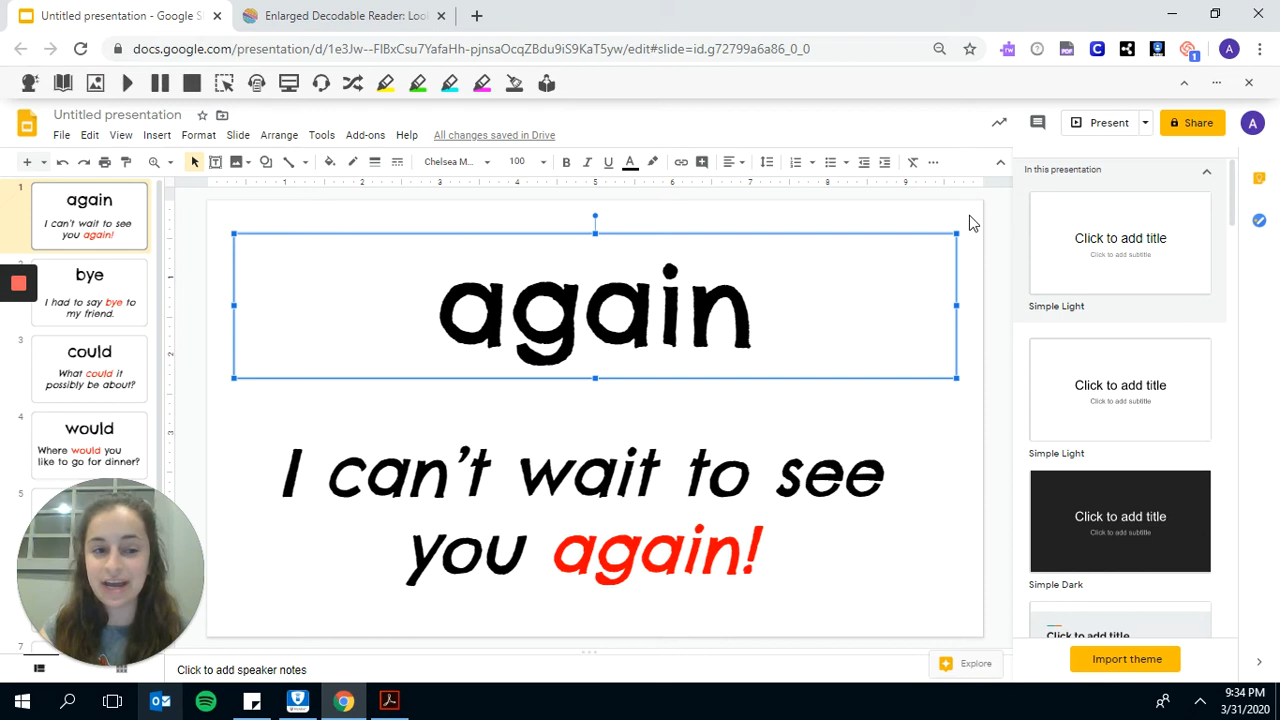 Untitled presentation - Google S
Enlarged Decodable Reader: Loo
docs.google.com/presentation/d/1e3Jw--FIBxCsu7YafaHh-pjnsaOcqZBdu9iS9KaT5yw/edit#slide=id.g72799a6a86_0_0
A
Untitled presentation
File Edit View Insert Format Slide Arrange Tools Add-ons Help All changes saved in Drive
Present
Share
A
Chelsea M... 100
In this presentation
1
again
I can't wait to see
you again!
bye
I had to say bye to
my friend.
3
could
What could it
possibly be about?
4
would
Where would you
like to go for dinner?
5
7
again
I can't wait to see
you again!
Click to add title
Click to add subtitle
Simple Light
Click to add title
Click to add subtitle
Simple Light
Click to add title
Click to add subtitle
Simple Dark
Click to add title
Import theme
Click to add speaker notes
Explore
9:34 PM
3/31/2020